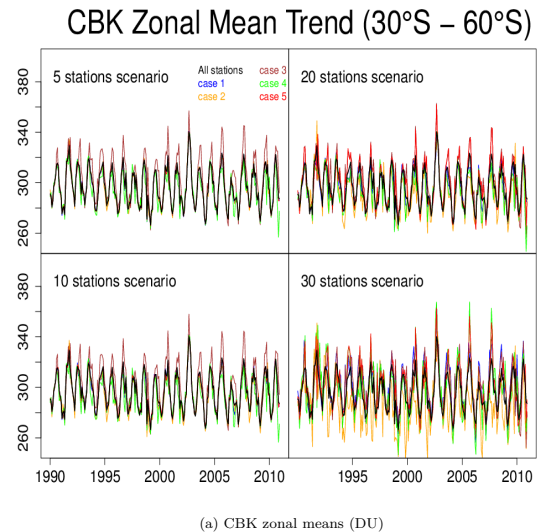 CBK Zonal Mean Trend (30°S − 60°S)
5 stations scenario
All stations
case 1
case 2
case 3
case 4
case 5
20 stations scenario
380
340
300
260
10 stations scenario
30 stations scenario
380
340
300
260
1990 1995 2000 2005 2010
1995 2000 2005 2010
(a) CBK zonal means (DU)